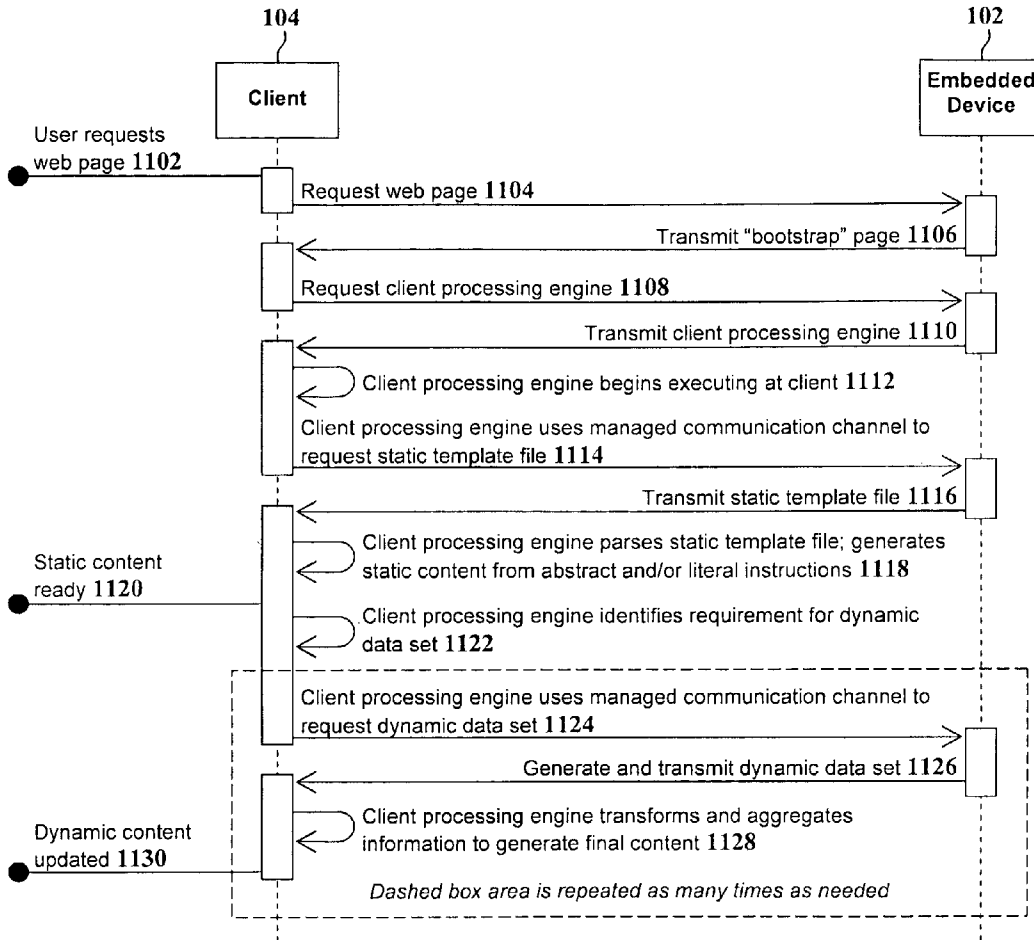 104
102
Client
Embedded
Device
User requests
web page 1102
Request web page 1104
Transmit “bootstrap” page 1106
Request client processing engine 1108
Transmit client processing engine 1110
Client processing engine begins executing at client 1112
Client processing engine uses managed communication channel to
request static template file 1114
Transmit static template file 1116
Client processing engine parses static template file; generates
static content from abstract and/or literal instructions 1118
Static content
ready 1120
Client processing engine identifies requirement for dynamic
data set 1122
Client processing engine uses managed communication channel to
request dynamic data set 1124
Generate and transmit dynamic data set 1126
Client processing engine transforms and aggregates
information to generate final content 1128
Dynamic content
updated 1130
Dashed box area is repeated as many times as needed